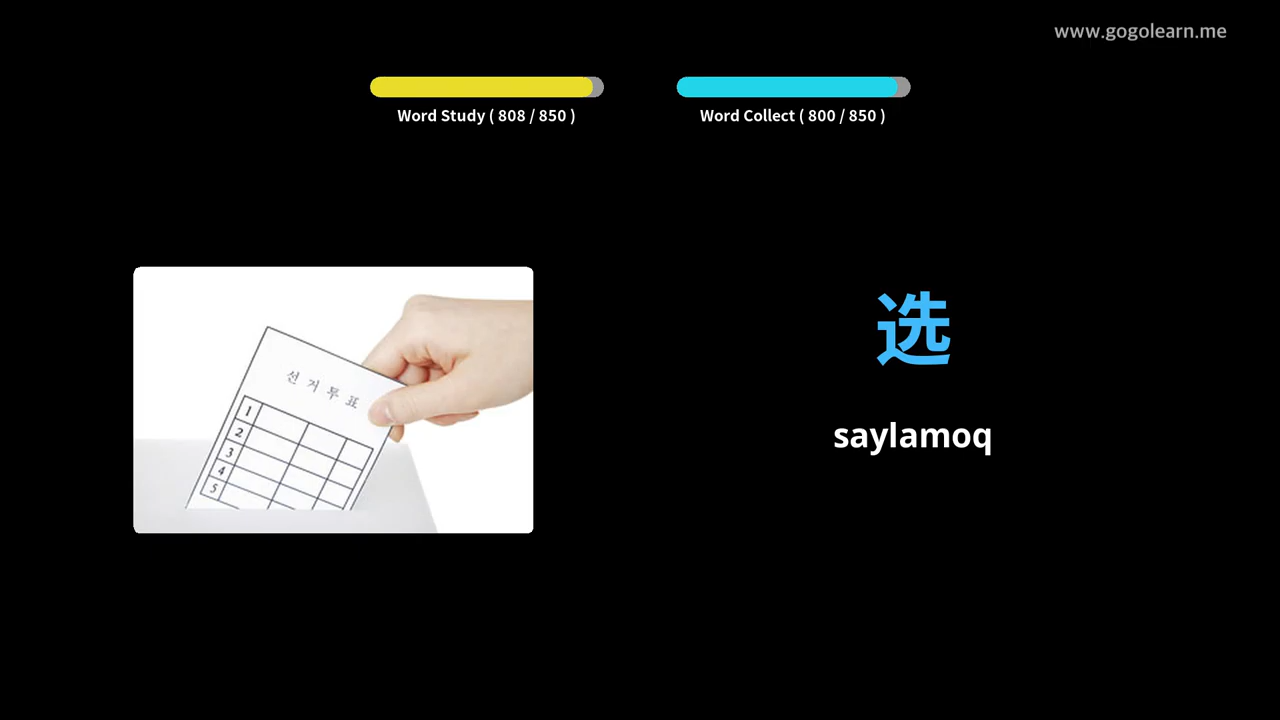 www.gogolearn.me
Word Study ( 808 / 850 )
Word Collect ( 800 / 850 )
선거투표
1
2
3
4
5
选
saylamoq